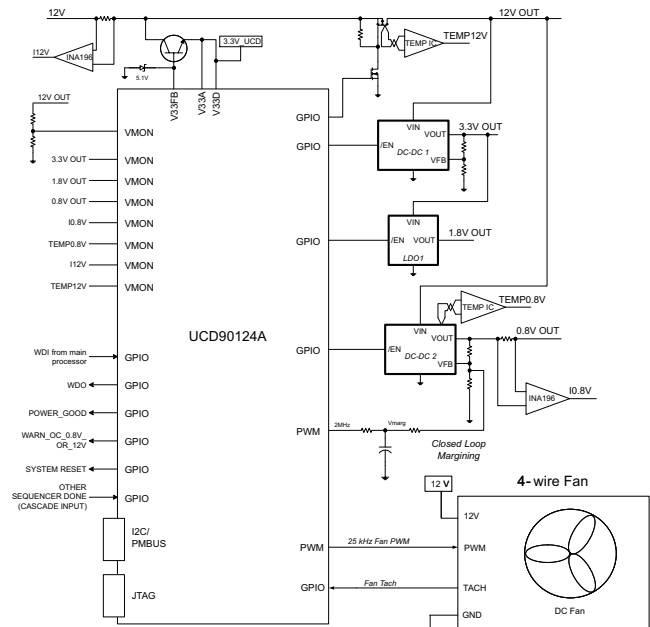 12V
3.3V_UCD
12V OUT
TEMP12V
I12V
INA196
TEMP IC
5.1V
V33FB
V33A
V33D
12V OUT
GPIO
VIN
VOUT
3.3V OUT
VMON
GPIO
/EN
DC-DC 1
VFB
3.3V OUT
VMON
1.8V OUT
VMON
0.8V OUT
VMON
VIN
I0.8V
VMON
GPIO
/EN
VOUT
1.8V OUT
TEMP0.8V
VMON
LDO1
I12V
VMON
TEMP12V
VMON
TEMP IC
TEMP0.8V
UCD90124A
VIN
VOUT
0.8V OUT
WDI from main
processor
GPIO
GPIO
/EN
DC-DC 2
VFB
WDO
GPIO
INA196
I0.8V
POWER_GOOD
GPIO
WARN_OC_0.8V_
OR_12V
GPIO
PWM
2MHz
Vmarg
Closed Loop
Margining
SYSTEM RESET
GPIO
OTHER
SEQUENCER DONE
(CASCADE INPUT)
GPIO
12 V
4- wire Fan
I2C/
PMBUS
12V
PWM
25 kHz Fan PWM
PWM
JTAG
GPIO
Fan Tach
TACH
DC Fan
GND